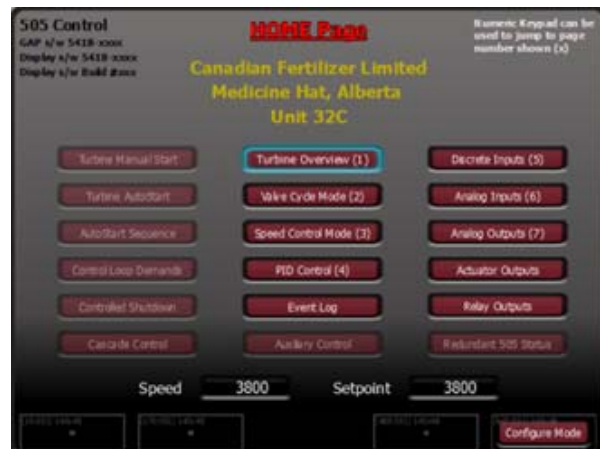 505 Control
GAP s/w 5418-xxxx
Display s/w 5418-xxxx
Display s/w Build #xxx
HOME Page
Numeric Keypad can be
used to jump to page
number shown (x)
Canadian Fertilizer Limited
Medicine Hat, Alberta
Unit 32C
Turbine Manual Start
Turbine Overview (1)
Discrete Inputs (5)
Turbine AutoStart
Valve Cycle Mode (2)
Analog Inputs (6)
AutoStart Sequence
Speed Control Mode (3)
Analog Outputs (7)
Control Loop Demands
PID Control (4)
Actuator Outputs
Controlled Shutdown
Event Log
Relay Outputs
Cascade Control
Auxiliary Control
Redundant 505 Status
Speed 3800 Setpoint 3800
Configure Mode